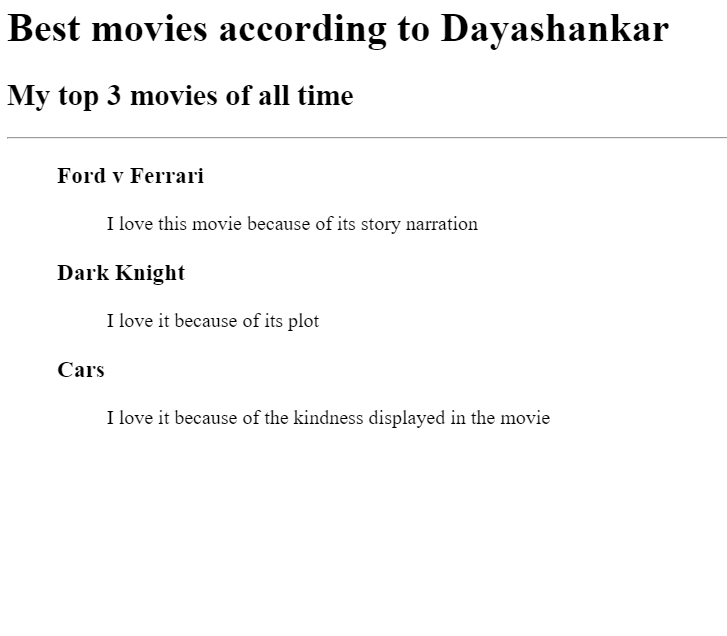 Best movies according to Dayashankar
My top 3 movies of all time
Ford v Ferrari
I love this movie because of its story narration
Dark Knight
I love it because of its plot
Cars
I love it because of the kindness displayed in the movie